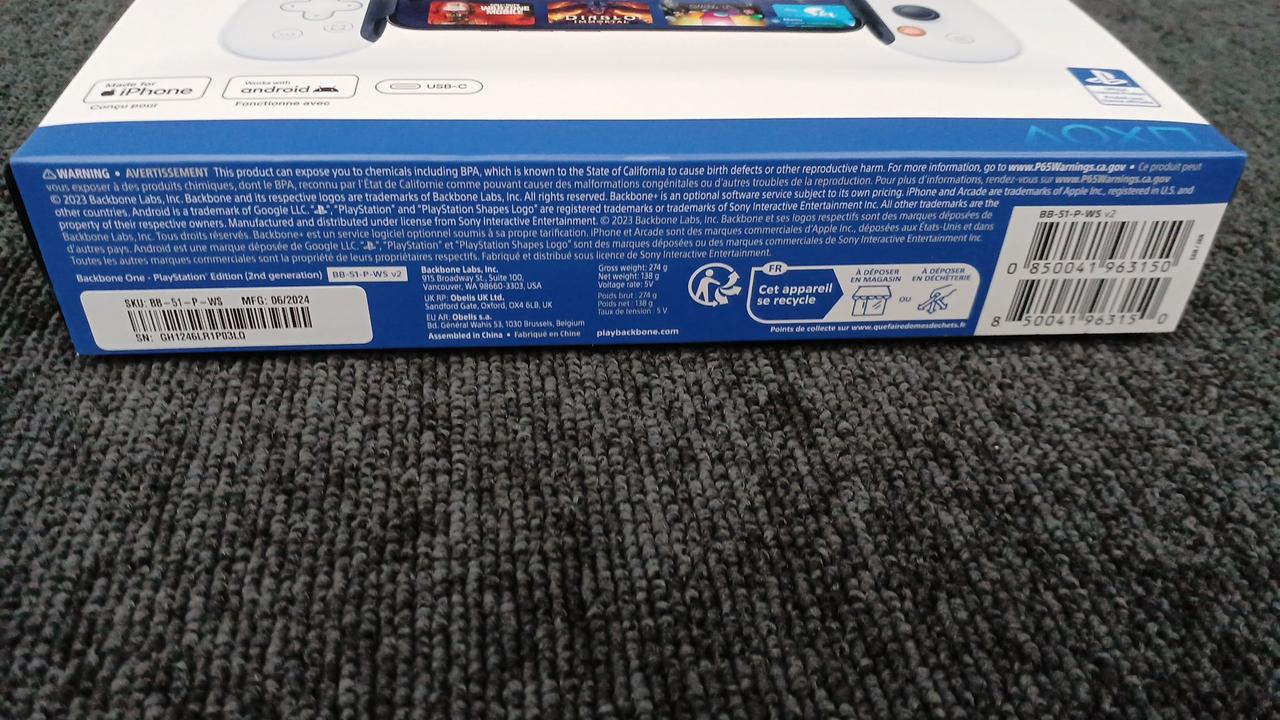 WARZONE
MOBILE
DIABLO
IMMORTAL
L2
Made for
iPhone
Conçu pour
Works with
android
Fonctionne avec
USB-C
WARNING • AVERTISSEMENT This product can expose you to chemicals including BPA, which is known to the State of California to cause birth defects or other reproductive harm. For more information, go to www.P65Warnings.ca.gov • Ce produit peut
vous exposer à des produits chimiques, dont le BPA, reconnu par l'État de Californie comme pouvant causer des malformations congénitales ou d'autres troubles de la reproduction. Pour plus d'informations, rendez-vous sur www.P65Warnings.ca.gov
© 2023 Backbone Labs, Inc. Backbone and its respective logos are trademarks of Backbone Labs, Inc. All rights reserved. Backbone+ is an optional software service subject to its own pricing. iPhone and Arcade are trademarks of Apple Inc., registered in U.S. and
other countries. Android is a trademark of Google LLC. " ", "PlayStation" and "PlayStation Shapes Logo" are registered trademarks or trademarks of Sony Interactive Entertainment Inc. All other trademarks are the
property of their respective owners. Manufactured and distributed under license from Sony Interactive Entertainment. © 2023 Backbone Labs, Inc. Backbone et ses logos respectifs sont des marques déposées de
Backbone Labs, Inc. Tous droits réservés. Backbone+ est un service logiciel optionnel soumis à sa propre tarification. iPhone et Arcade sont des marques commerciales d'Apple Inc., déposées aux États-Unis et dans
d'autres pays. Android est une marque déposée de Google LLC. " ", "PlayStation" et "PlayStation Shapes Logo" sont des marques déposées ou des marques commerciales de Sony Interactive Entertainment Inc.
Toutes les autres marques commerciales sont la propriété de leurs propriétaires respectifs. Fabriqué et distribué sous licence de Sony Interactive Entertainment.
Backbone One - PlayStation® Edition (2nd generation) BB-51-P-WS v2
SKU: BB-51-P-WS MFG: 06/2024
SN: GH1246LR1P03LQ
Backbone Labs, Inc.
915 Broadway St., Suite 100,
Vancouver, WA 98660-3303, USA
UK RP: Obelis UK Ltd.
Sandford Gate, Oxford, OX4 6LB, UK
EU AR: Obelis s.a.
Bd. Général Wahis 53, 1030 Brussels, Belgium
Assembled in China • Fabriqué en Chine
Gross weight: 274 g
Net weight: 138 g
Voltage rate: 5V
Poids brut : 274 g
Poids net : 138 g
Taux de tension : 5 V
playbackbone.com
FR
Cet appareil
se recycle
À DÉPOSER
EN MAGASIN
OU
À DÉPOSER
EN DÉCHÈTERIE
Points de collecte sur www.quefairedemesdechets.fr
BB-51-P-WS v2
0 850041 963150
8 50041 96315 0